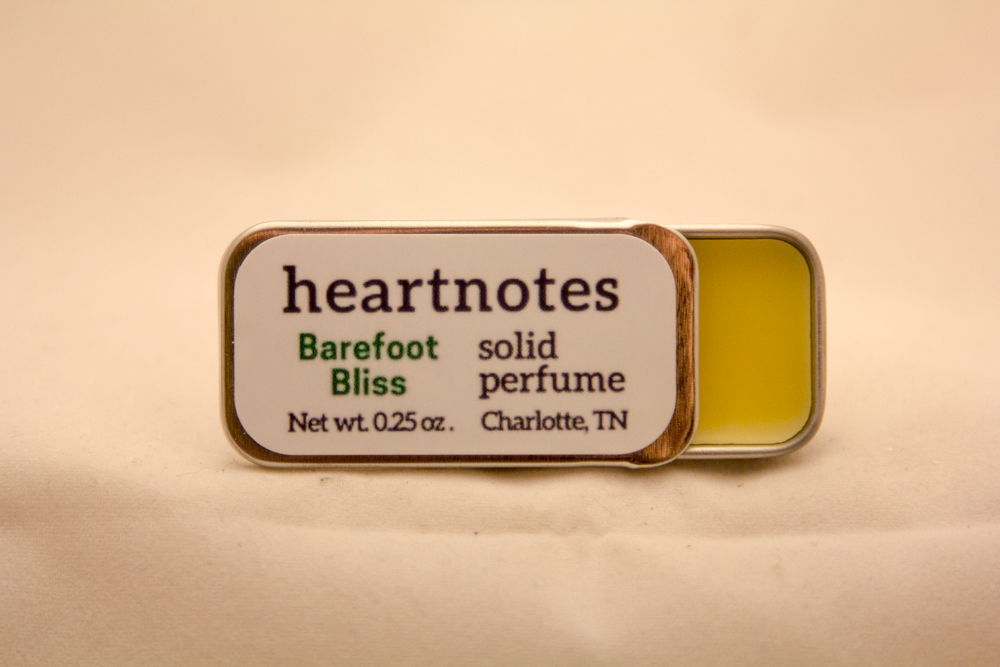 heartnotes
Barefoot
Bliss
solid
perfume
Net wt. 0.25 oz.
Charlotte, TN